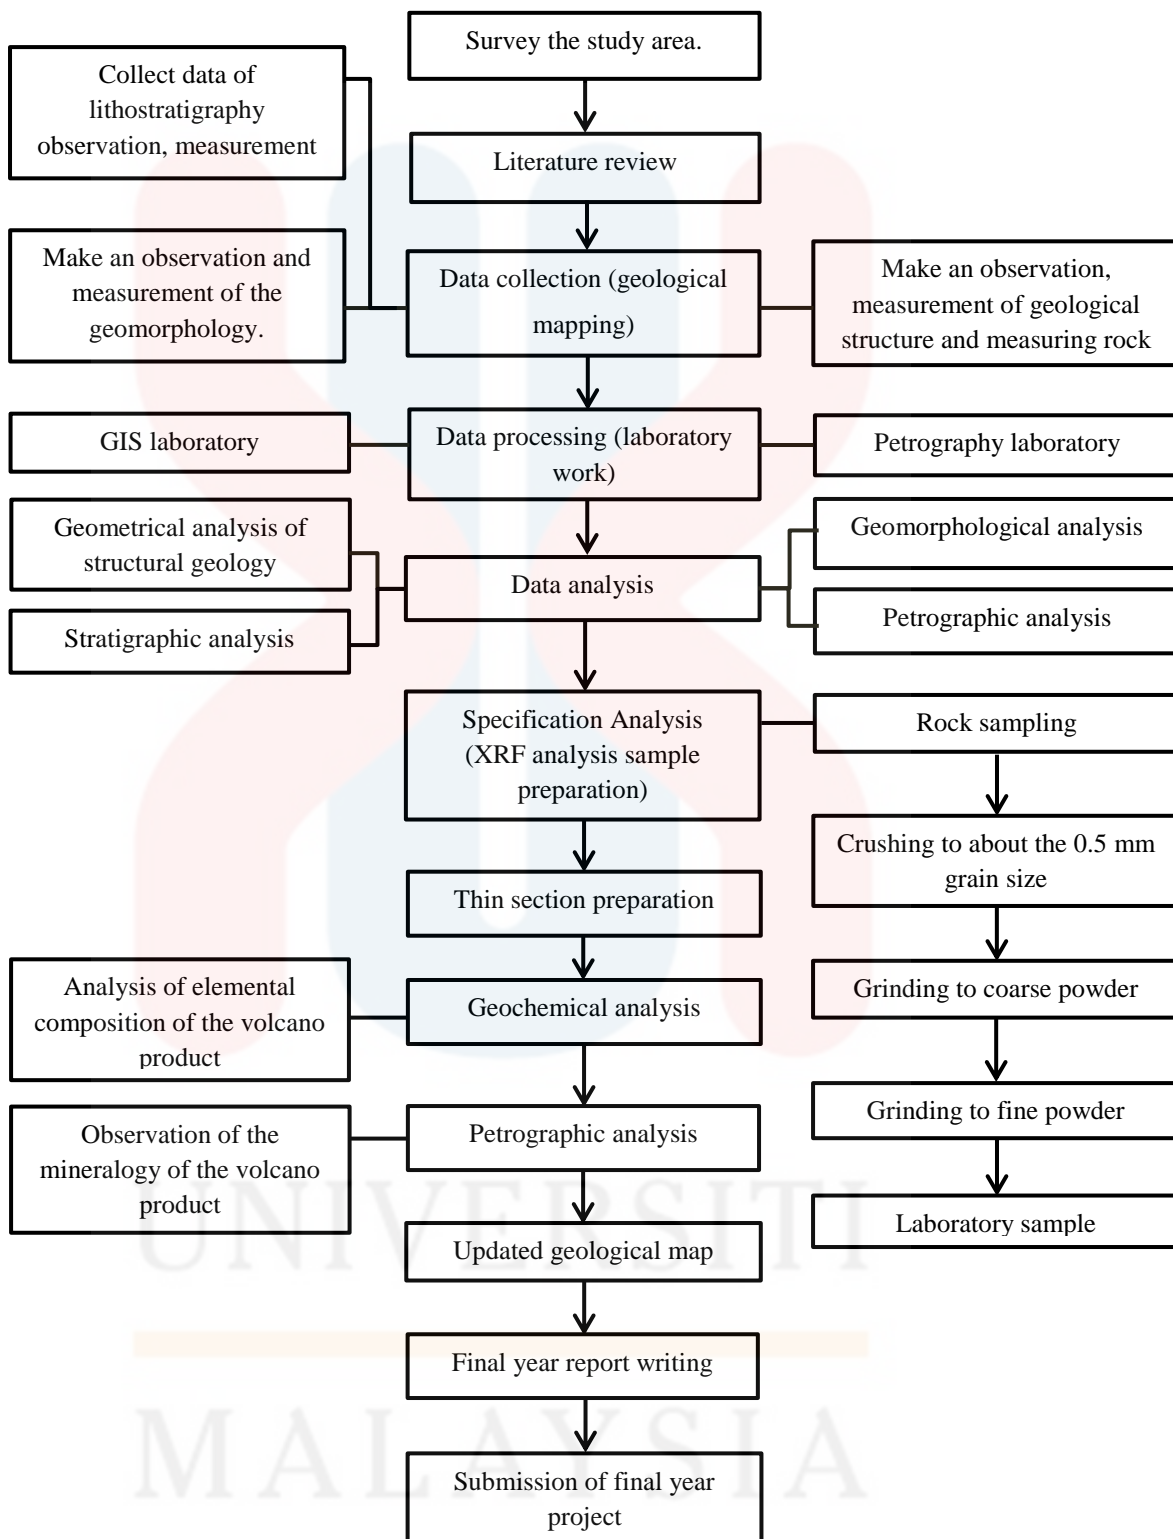 Survey the study area.
Collect data of
lithostratigraphy
observation, measurement
Literature review
Make an observation and
measurement of the
geomorphology.
Data collection (geological
mapping)
Make an observation,
measurement of geological
structure and measuring rock
GIS laboratory
Data processing (laboratory
work)
Petrography laboratory
Geometrical analysis of
structural geology
Stratigraphic analysis
Data analysis
Geomorphological analysis
Petrographic analysis
Specification Analysis
(XRF analysis sample
preparation)
Rock sampling
Crushing to about the 0.5 mm
grain size
Thin section preparation
Analysis of elemental
composition of the volcano
product
Geochemical analysis
Grinding to coarse powder
Grinding to fine powder
Observation of the
mineralogy of the volcano
product
Petrographic analysis
Laboratory sample
UNIVERSITI
Updated geological map
Final year report writing
MALAYSIA
Submission of final year
project